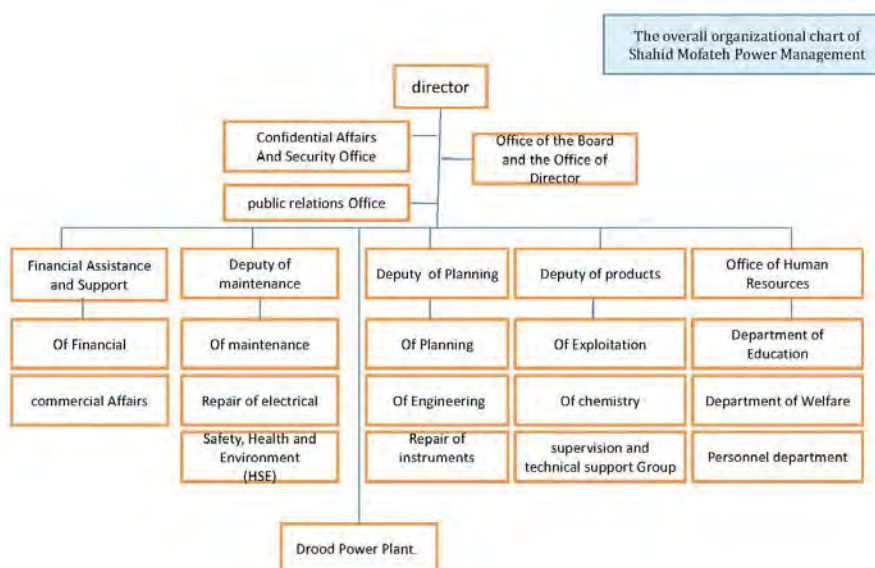 The overall organizational chart of
Shahid Mofateh Power Management
director
Confidential Affairs
And Security Office
Office of the Board
and the Office of
Director
public relations Office
Financial Assistance
and Support
Deputy of
maintenance
Deputy of Planning
Deputy of products
Office of Human
Resources
Of Financial
Of maintenance
Of Planning
Of Exploitation
Department of
Education
commercial Affairs
Repair of electrical
Of Engineering
Of chemistry
Department of Welfare
Safety, Health and
Environment
(HSE)
Repair of
instruments
supervision and
technical support Group
Personnel department
Drood Power Plant.